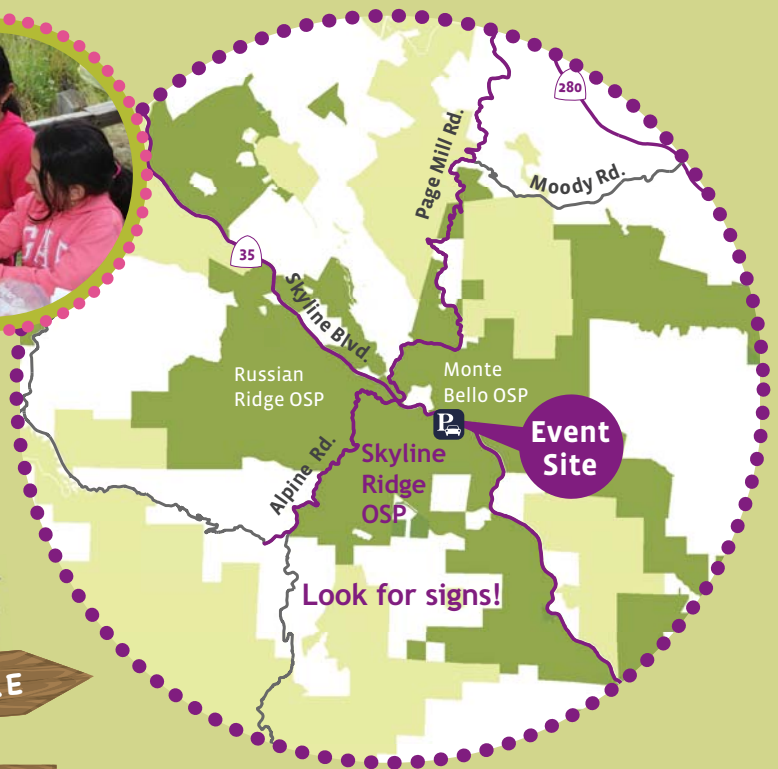 280
Page Mill Rd.
Moody Rd.
35
Skyline Blvd.
Russian
Ridge OSP
Monte
Bello OSP
P
Event
Site
Alpine Rd.
Skyline
Ridge
OSP
Look for signs!